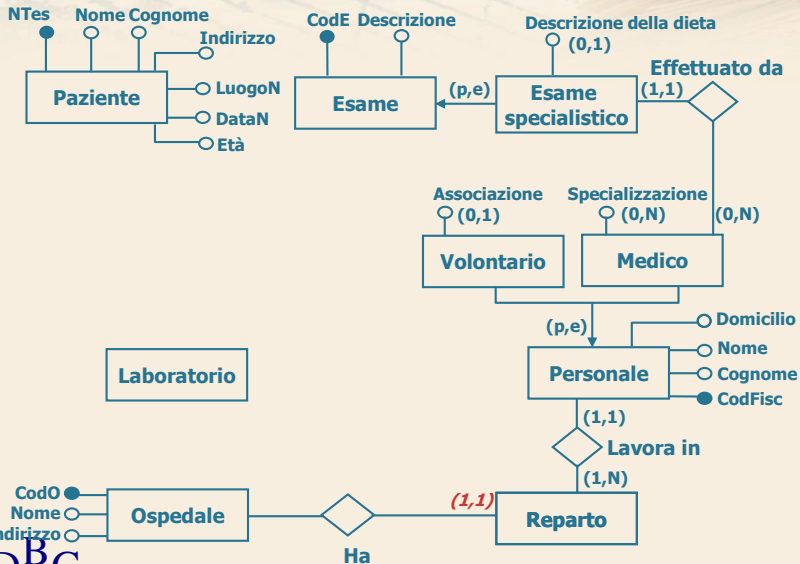 NTes Nome Cognome
Indirizzo
LuogoN
DataN
Età
Paziente
CodE Descrizione
Esame
(p,e)
Descrizione della dieta
(0,1)
Esame
specialistico
(1,1)
Effettuato da
(0,N)
Associazione
(0,1)
Specializzazione
(0,N)
Volontario
Medico
(p,e)
Domicilio
Nome
Cognome
CodFisc
Personale
(1,1)
Lavora in
(1,N)
Laboratorio
CodO
Nome
ndirizzo
Ospedale
Ha
(1,1)
Reparto
BG